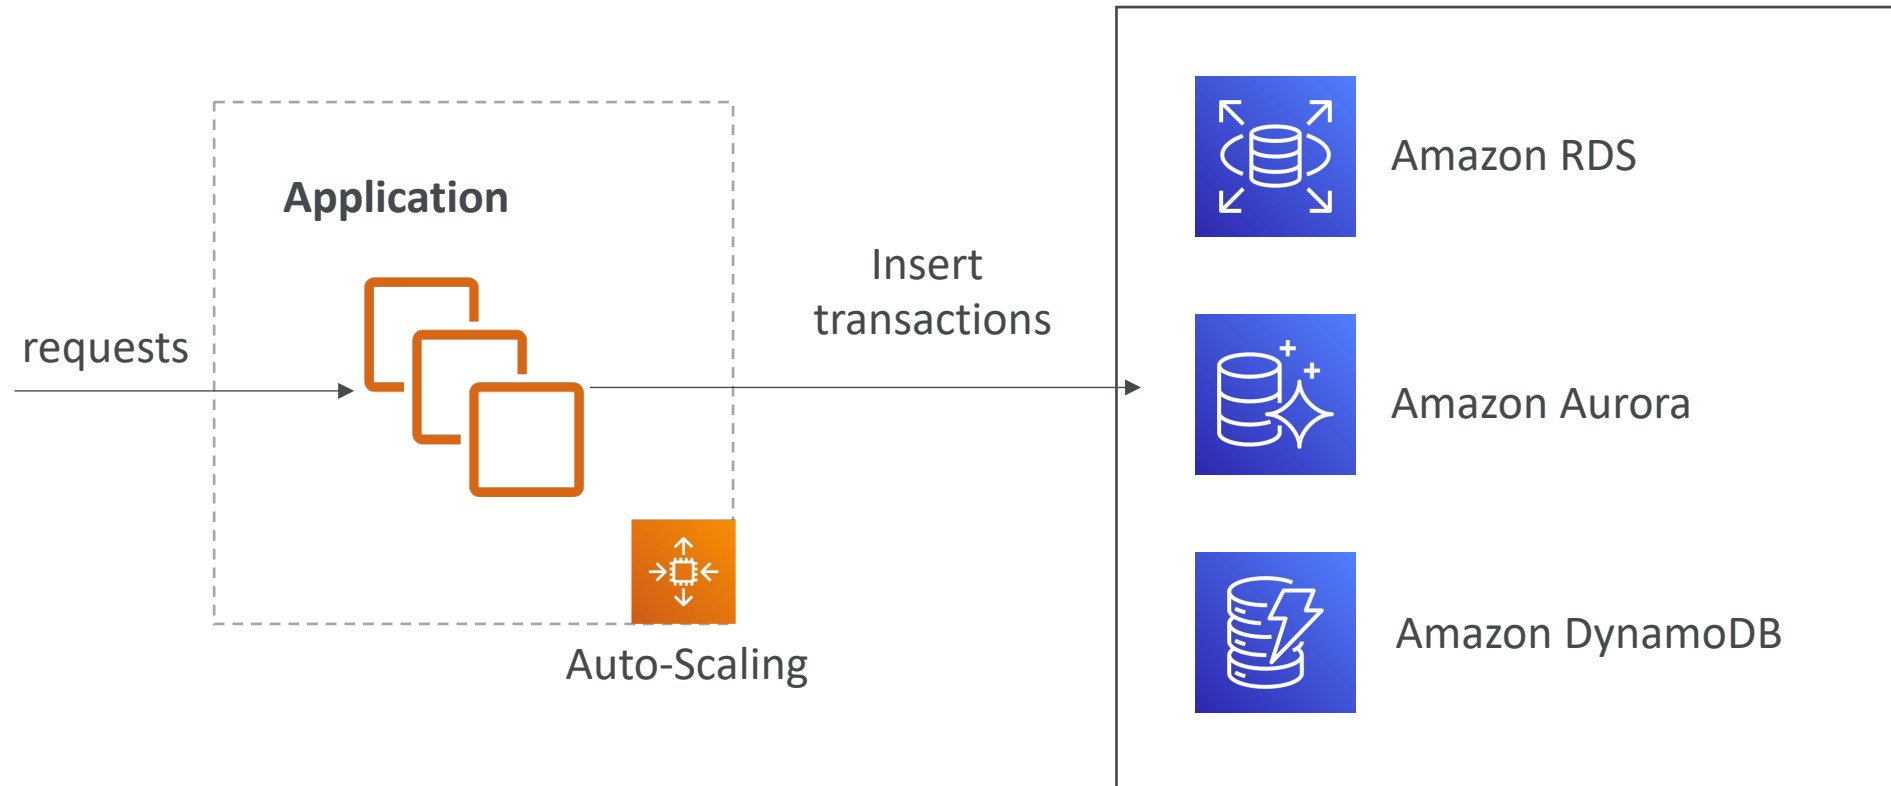 requests
Application
Auto-Scaling
Insert
transactions
Amazon RDS
Amazon Aurora
Amazon DynamoDB